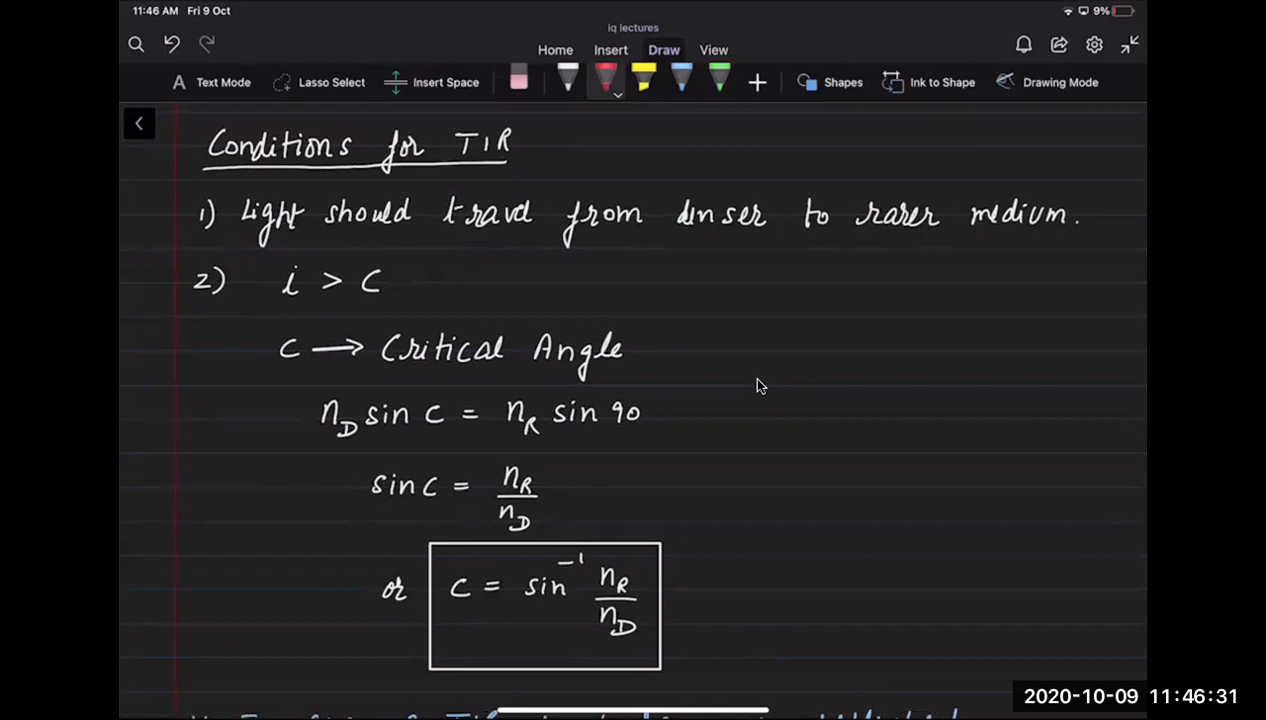 11:46 AM Fri 9 Oct
9%
iq lectures
Home Insert Draw View
Text Mode Lasso Select Insert Space Shapes Ink to Shape Drawing Mode
Conditions for TIR
1) Light should travel from denser to rarer medium.
2) i > C
C → Critical Angle
n_D sin C = n_R sin 90
sin C = n_R / n_D
or C = sin⁻¹ n_R / n_D
TIR
2020-10-09 11:46:31